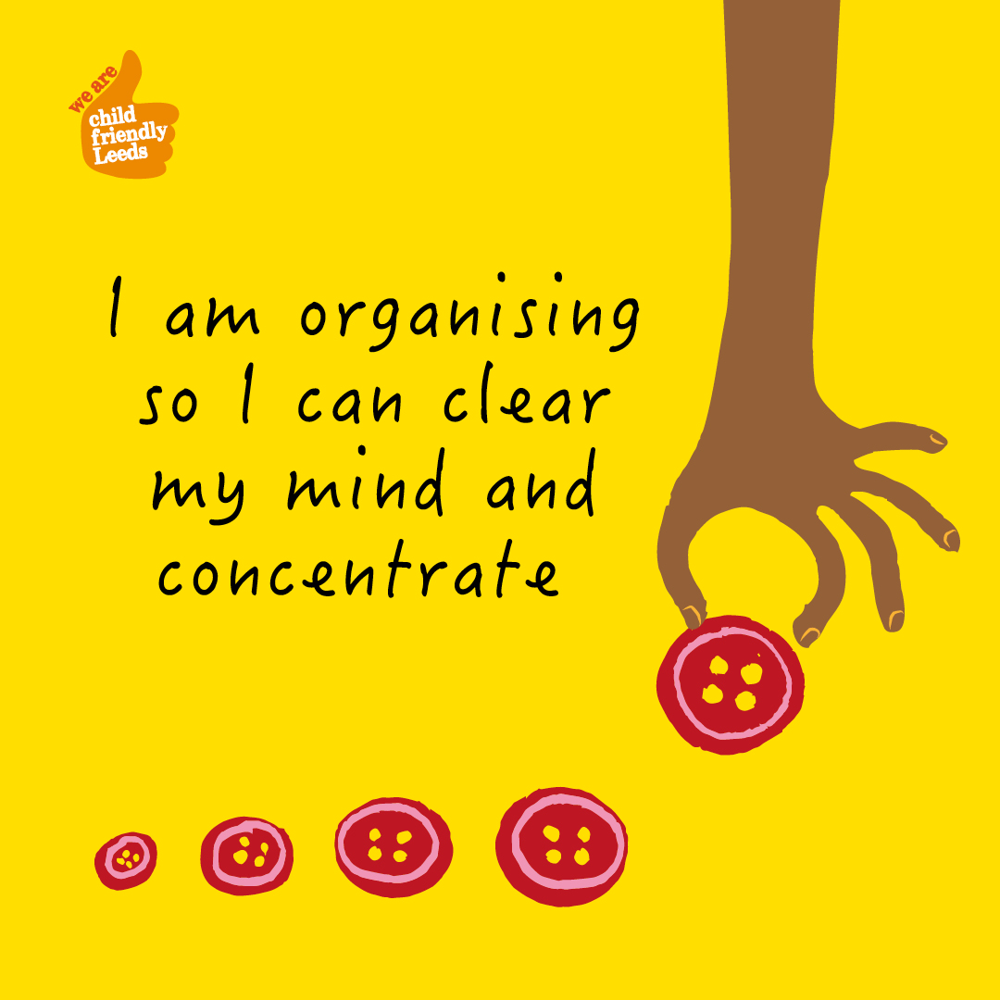 we are
child
friendly
Leeds
I am organising
so I can clear
my mind and
concentrate